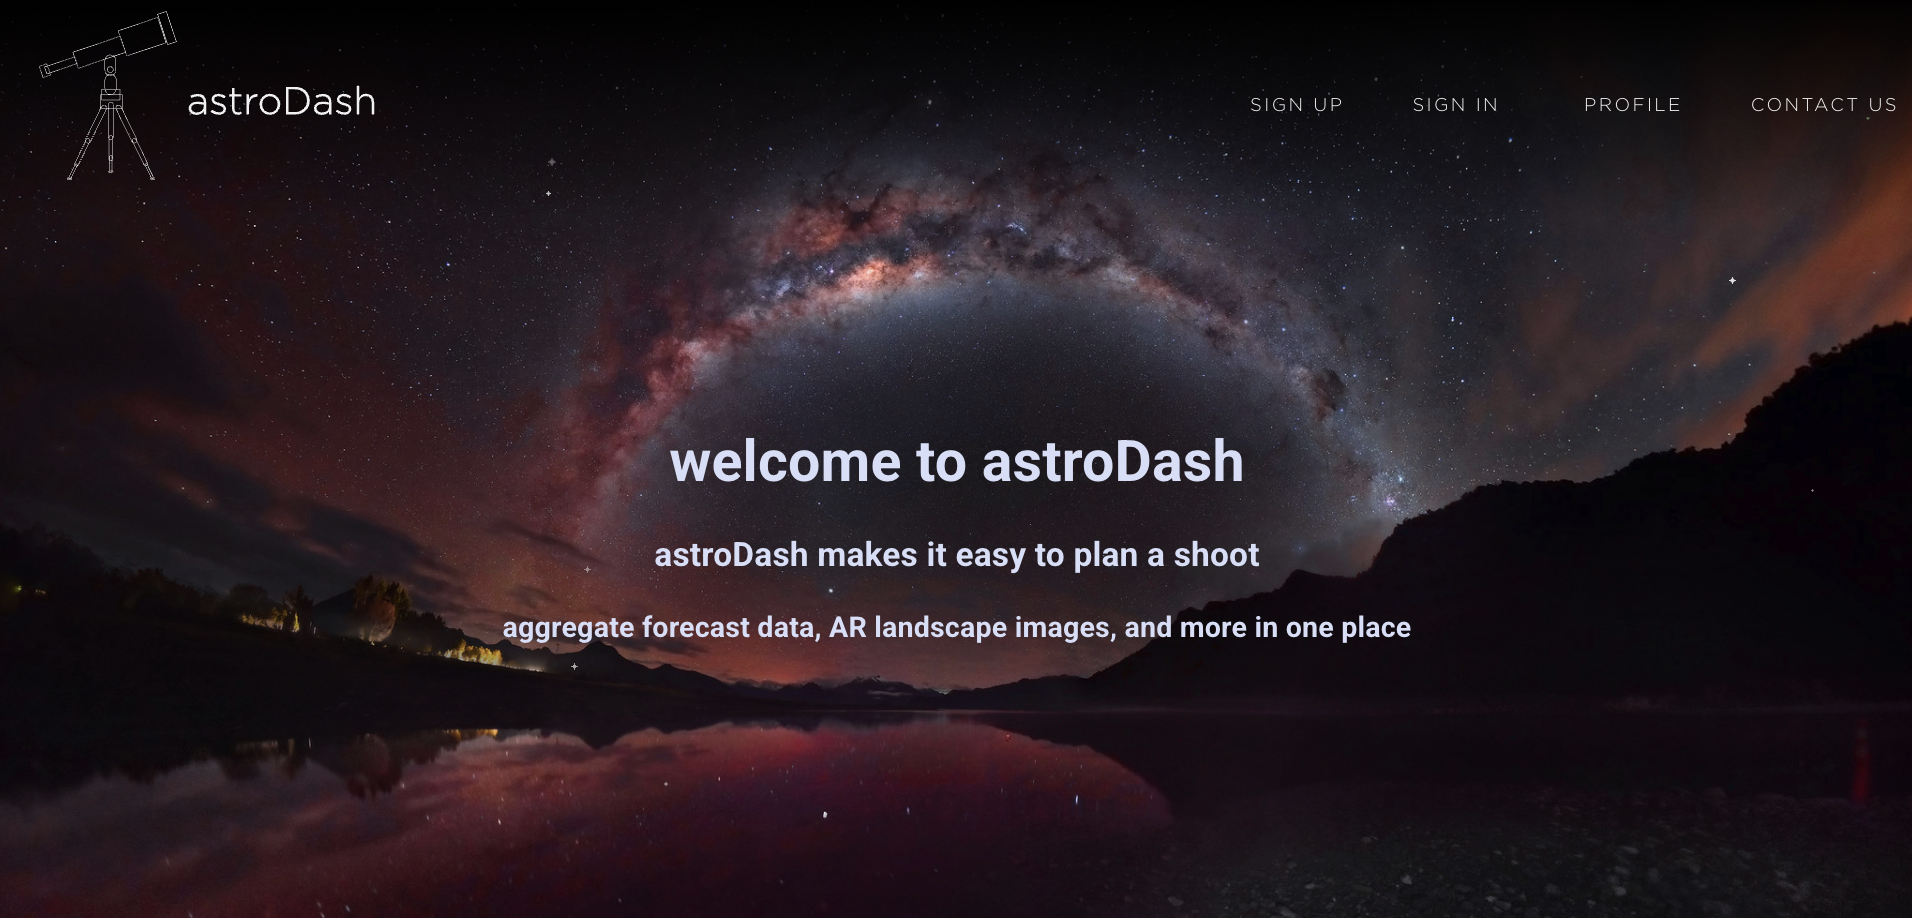 astroDash
SIGN UP SIGN IN PROFILE CONTACT US
welcome to astroDash
astroDash makes it easy to plan a shoot
aggregate forecast data, AR landscape images, and more in one place